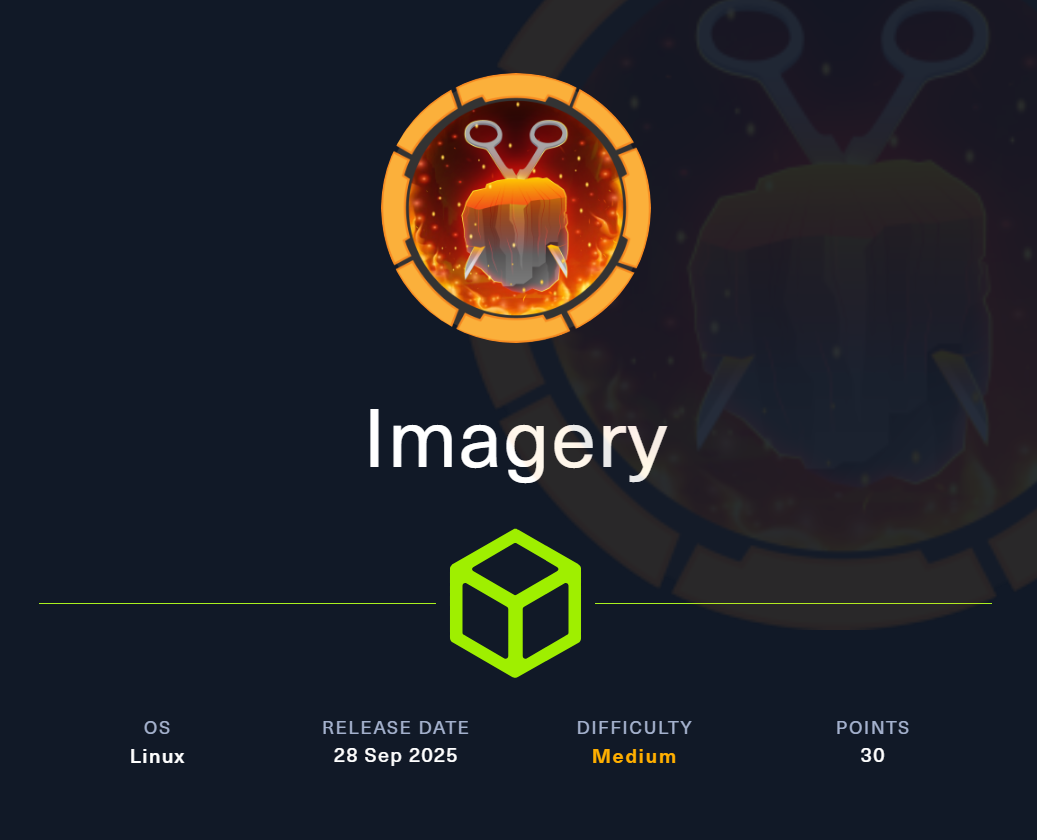 Imagery
OS
Linux
RELEASE DATE
28 Sep 2025
DIFFICULTY
Medium
POINTS
30